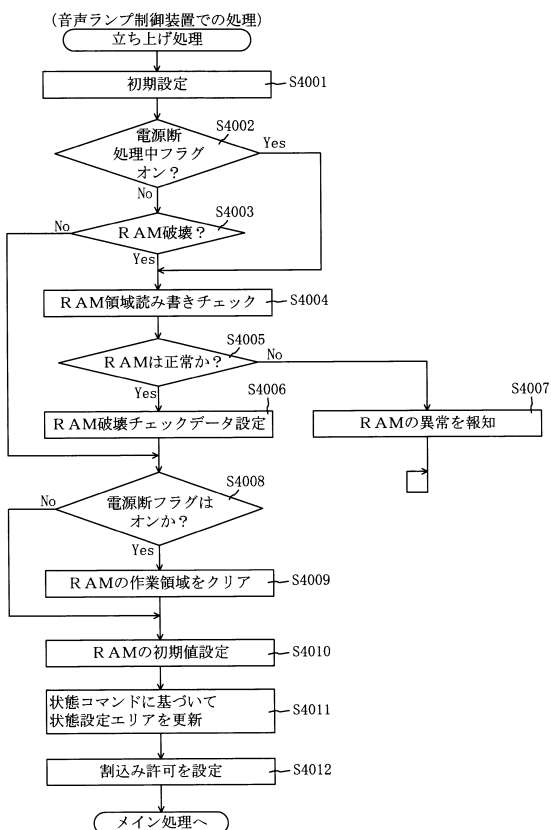 （音声ランプ制御装置での処理）
立ち上げ処理
初期設定
S4001
電源断
処理中フラグ
オン？
S4002
Yes
No
ＲＡＭ破壊？
S4003
No
Yes
ＲＡＭ領域読み書きチェック
S4004
ＲＡＭは正常か？
S4005
No
Yes
ＲＡＭ破壊チェックデータ設定
S4006
ＲＡＭの異常を報知
S4007
電源断フラグは
オンか？
S4008
No
Yes
ＲＡＭの作業領域をクリア
S4009
ＲＡＭの初期値設定
S4010
状態コマンドに基づいて
状態設定エリアを更新
S4011
割込み許可を設定
S4012
メイン処理へ